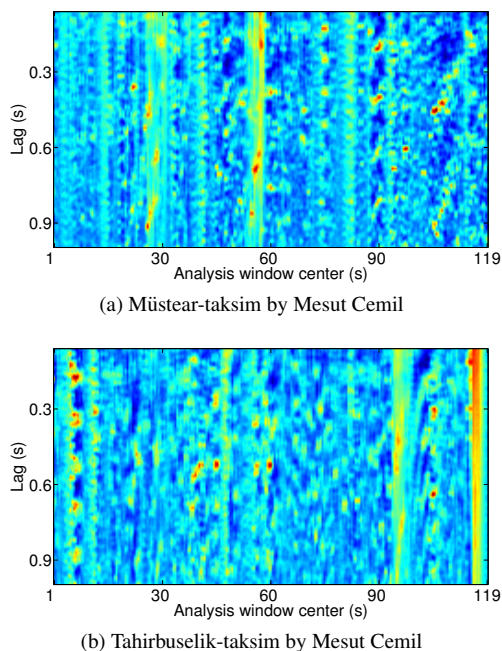 0.3
0.6
0.9
Lag (s)
1 30 60 90 119
Analysis window center (s)
(a) Müstear-taksim by Mesut Cemil
0.3
0.6
0.9
Lag (s)
1 30 60 90 119
Analysis window center (s)
(b) Tahirbuselik-taksim by Mesut Cemil